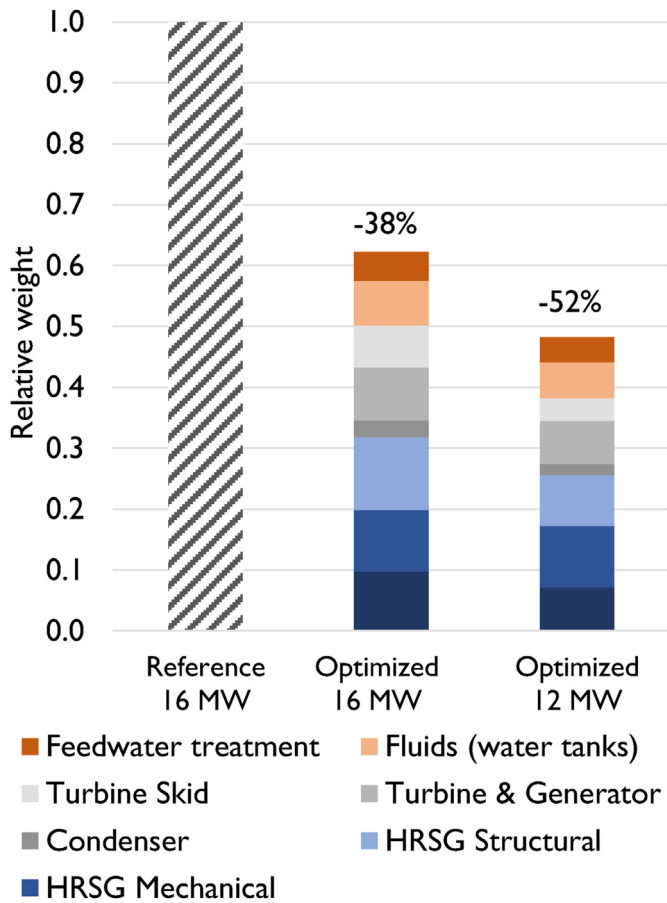 1.0
0.9
0.8
0.7
0.6
0.5
0.4
0.3
0.2
0.1
0.0
Relative weight
-38%
-52%
Reference
16 MW
Optimized
16 MW
Optimized
12 MW
Feedwater treatment
Fluids (water tanks)
Turbine Skid
Turbine & Generator
Condenser
HRSG Structural
HRSG Mechanical